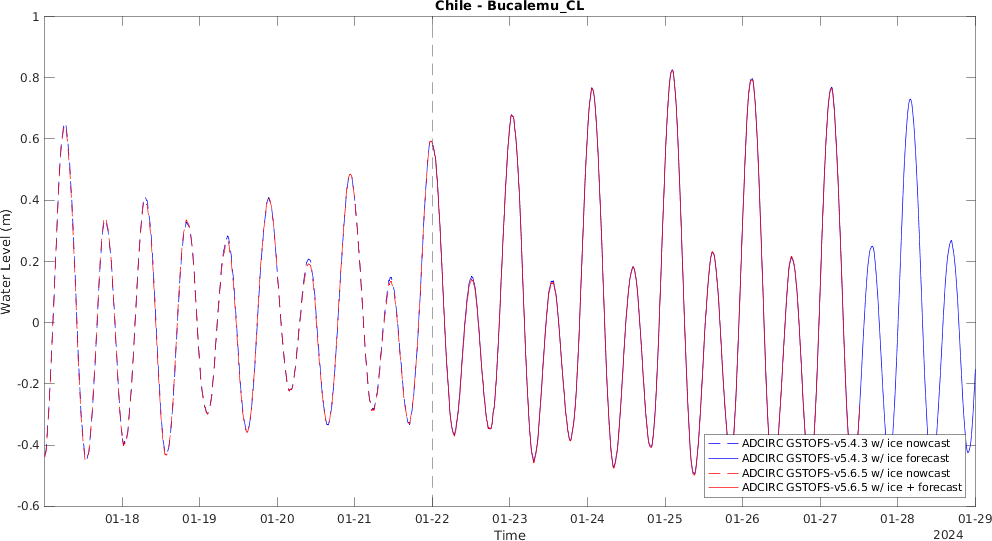 Chile - Bucalemu_CL
1
0.8
0.6
0.4
0.2
0
-0.2
-0.4
-0.6
Water Level (m)
ADCIRC GSTOFS-v5.4.3 w/ ice nowcast
ADCIRC GSTOFS-v5.4.3 w/ ice forecast
ADCIRC GSTOFS-v5.6.5 w/ ice nowcast
ADCIRC GSTOFS-v5.6.5 w/ ice + forecast
01-18 01-19 01-20 01-21 01-22 01-23 01-24 01-25 01-26 01-27 01-28 01-29
Time
2024